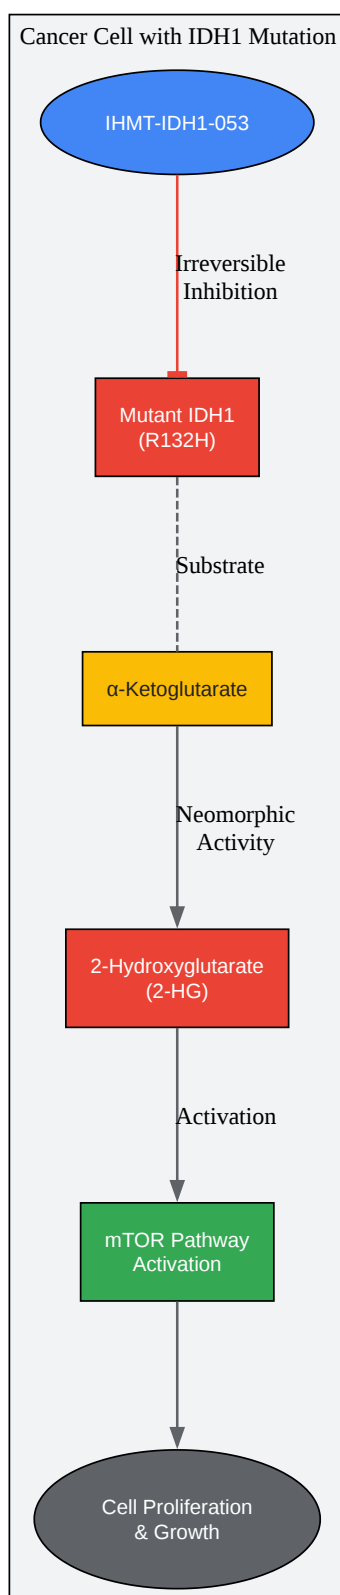 Cancer Cell with IDH1 Mutation
IHMT-IDH1-053
Irreversible
Inhibition
Mutant IDH1
(R132H)
Substrate
α-Ketoglutarate
Neomorphic
Activity
2-Hydroxyglutarate
(2-HG)
Activation
mTOR Pathway
Activation
Cell Proliferation
& Growth